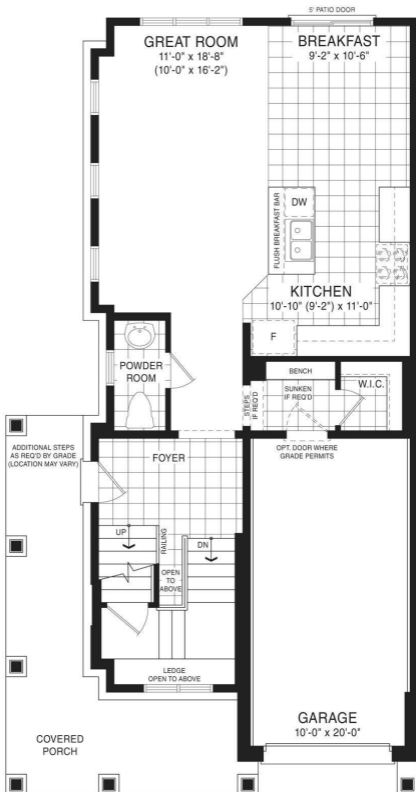 5' PATIO DOOR
GREAT ROOM
11'-0" x 18'-8"
(10'-0" x 16'-2")
BREAKFAST
9'-2" x 10'-6"
FLUSH BREAKFAST BAR
DW
KITCHEN
10'-10" (9'-2") x 11'-0"
F
POWDER
ROOM
BENCH
STEPS
IF REQ'D
SUNKEN
IF REQ'D
W.I.C.
OPT. DOOR WHERE
GRADE PERMITS
ADDITIONAL STEPS
AS REQ'D BY GRADE
(LOCATION MAY VARY)
FOYER
UP
RAILING
DN
OPEN
TO
ABOVE
LEDGE
OPEN TO ABOVE
GARAGE
10'-0" x 20'-0"
COVERED
PORCH